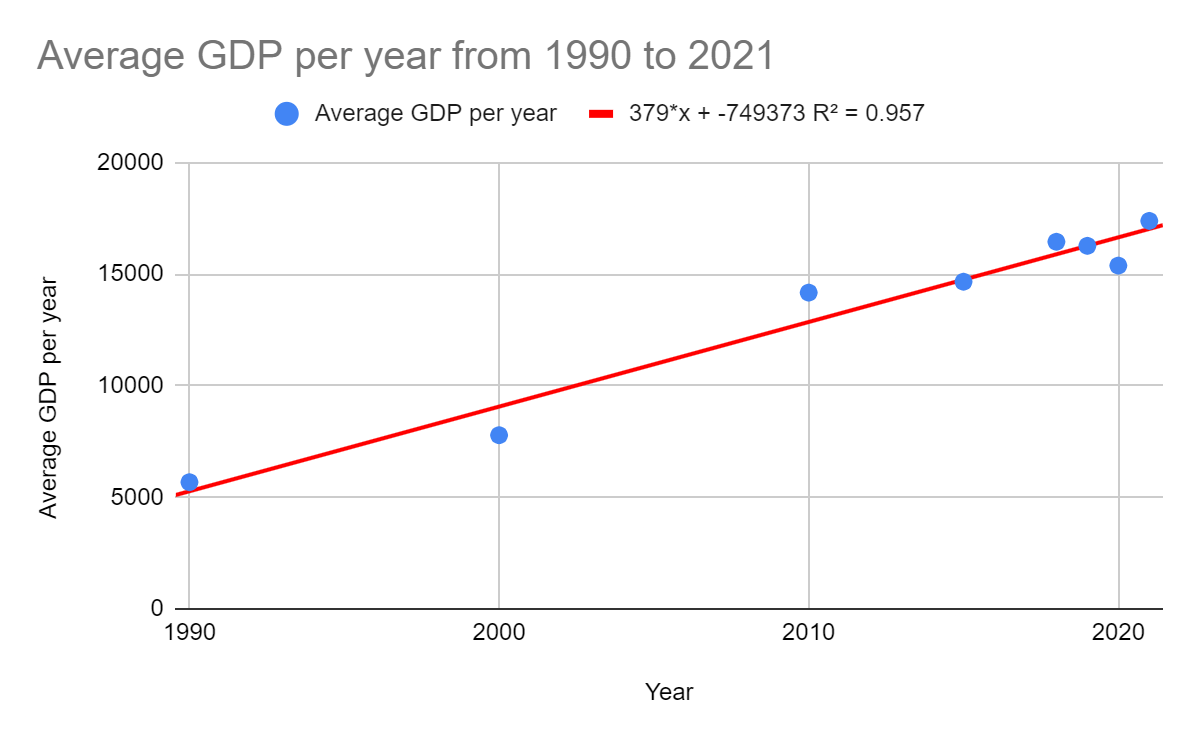 Average GDP per year from 1990 to 2021
Average GDP per year
379*x + -749373 R² = 0.957
20000
15000
10000
5000
0
Average GDP per year
1990
2000
2010
2020
Year